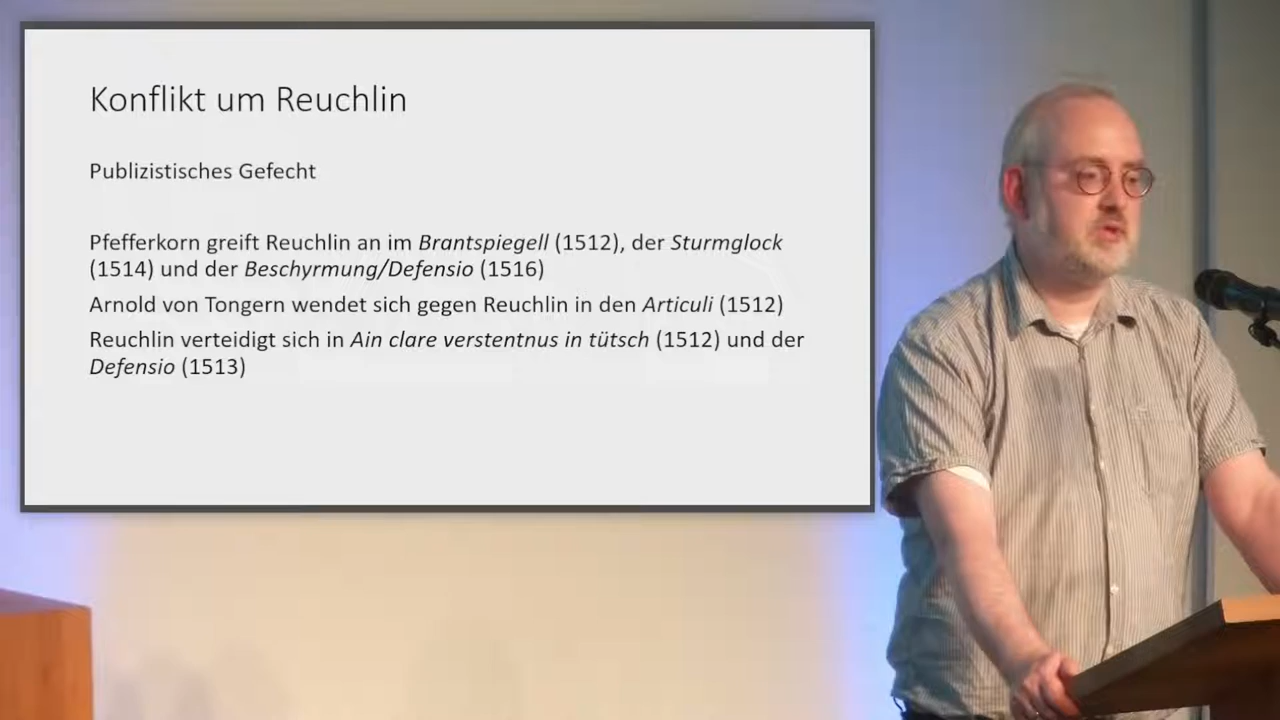 Konflikt um Reuchlin
Publizistisches Gefecht
Pfefferkorn greift Reuchlin an im Brantspiegell (1512), der Sturmglock
(1514) und der Beschyrmung/Defensio (1516)
Arnold von Tongern wendet sich gegen Reuchlin in den Articuli (1512)
Reuchlin verteidigt sich in Ain clare verstentnus in tütsch (1512) und der
Defensio (1513)